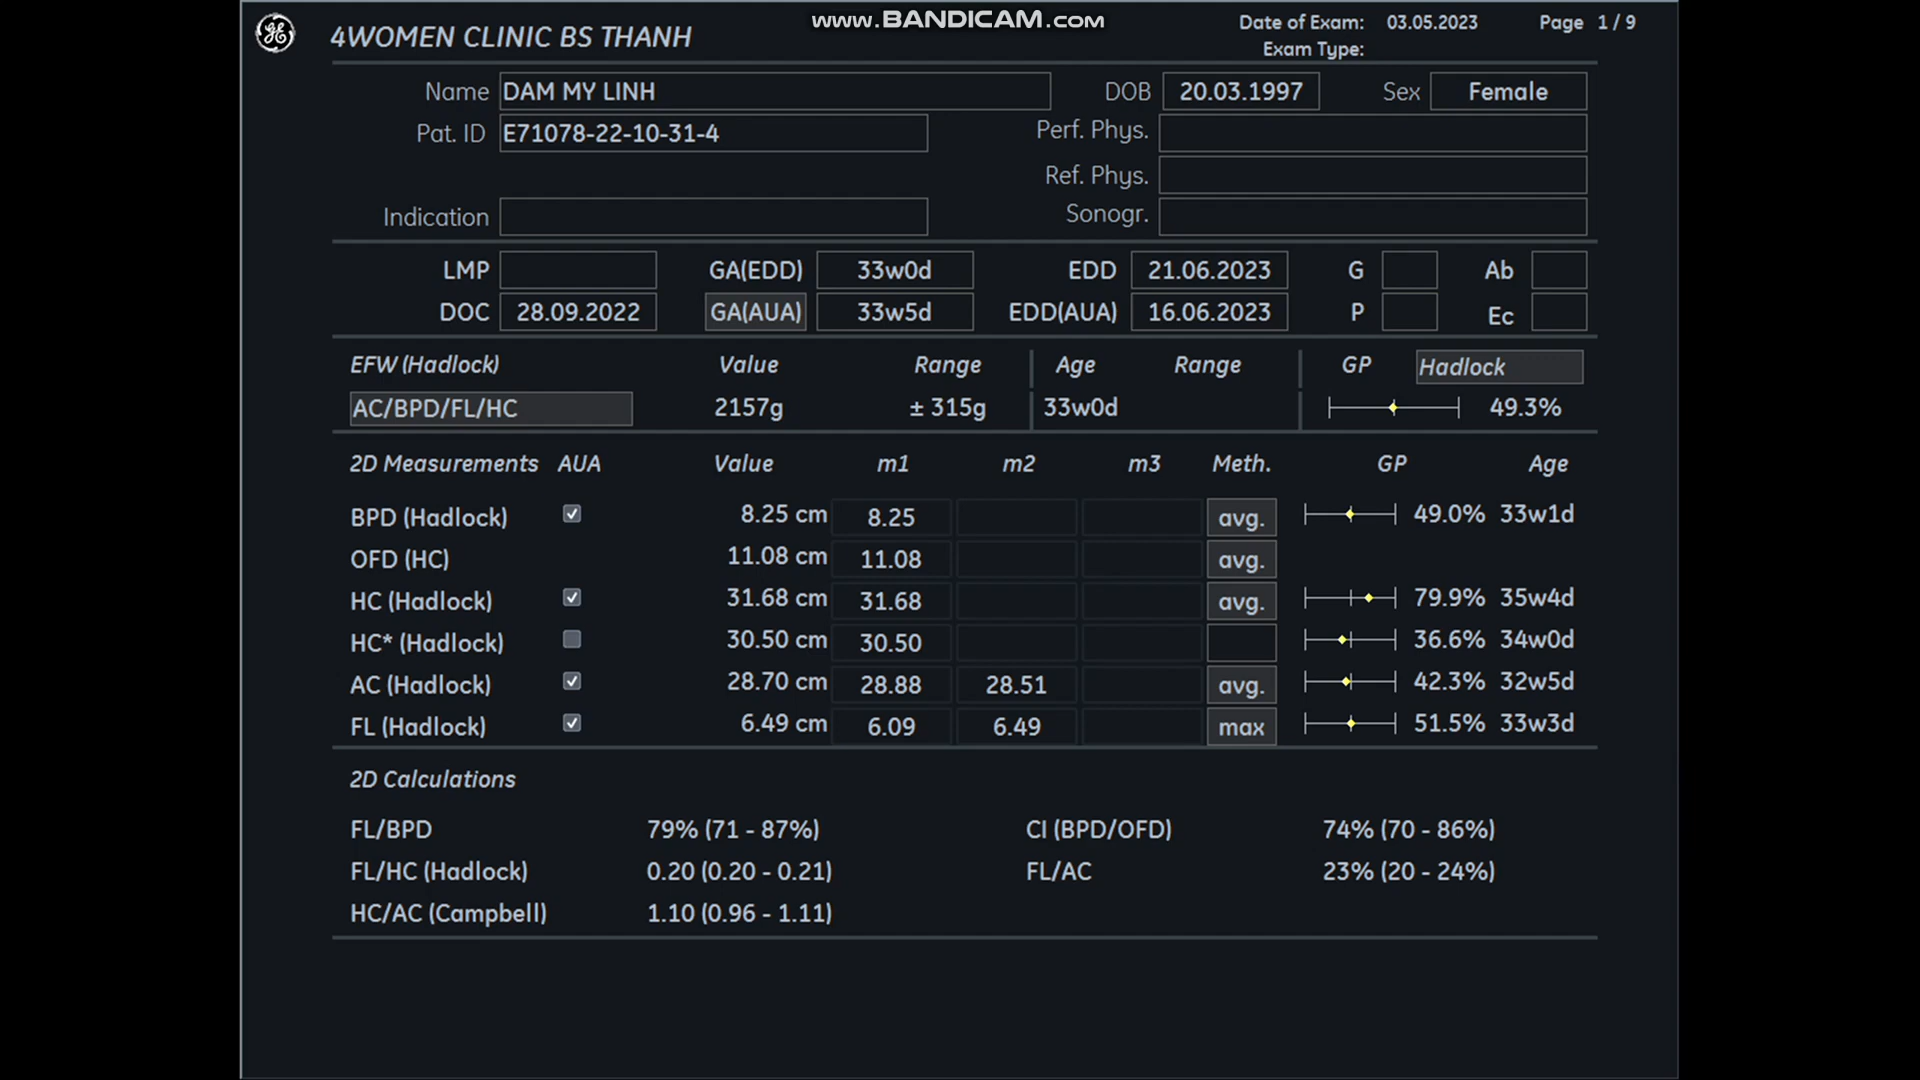 www.BANDICAM.com
4WOMEN CLINIC BS THANH
Date of Exam: 03.05.2023 Page 1 / 9
Exam Type:
Name DAM MY LINH DOB 20.03.1997 Sex Female
Pat. ID E71078-22-10-31-4 Perf. Phys.
Ref. Phys.
Indication Sonogr.
LMP GA(EDD) 33w0d EDD 21.06.2023 G Ab
DOC 28.09.2022 GA(AUA) 33w5d EDD(AUA) 16.06.2023 P Ec
EFW (Hadlock) Value Range Age Range GP Hadlock
AC/BPD/FL/HC 2157g ± 315g 33w0d 49.3%
2D Measurements AUA Value m1 m2 m3 Meth. GP Age
BPD (Hadlock) 8.25 cm 8.25 avg. 49.0% 33w1d
OFD (HC) 11.08 cm 11.08 avg.
HC (Hadlock) 31.68 cm 31.68 avg. 79.9% 35w4d
HC* (Hadlock) 30.50 cm 30.50 36.6% 34w0d
AC (Hadlock) 28.70 cm 28.88 28.51 avg. 42.3% 32w5d
FL (Hadlock) 6.49 cm 6.09 6.49 max 51.5% 33w3d
2D Calculations
FL/BPD 79% (71 - 87%) CI (BPD/OFD) 74% (70 - 86%)
FL/HC (Hadlock) 0.20 (0.20 - 0.21) FL/AC 23% (20 - 24%)
HC/AC (Campbell) 1.10 (0.96 - 1.11)